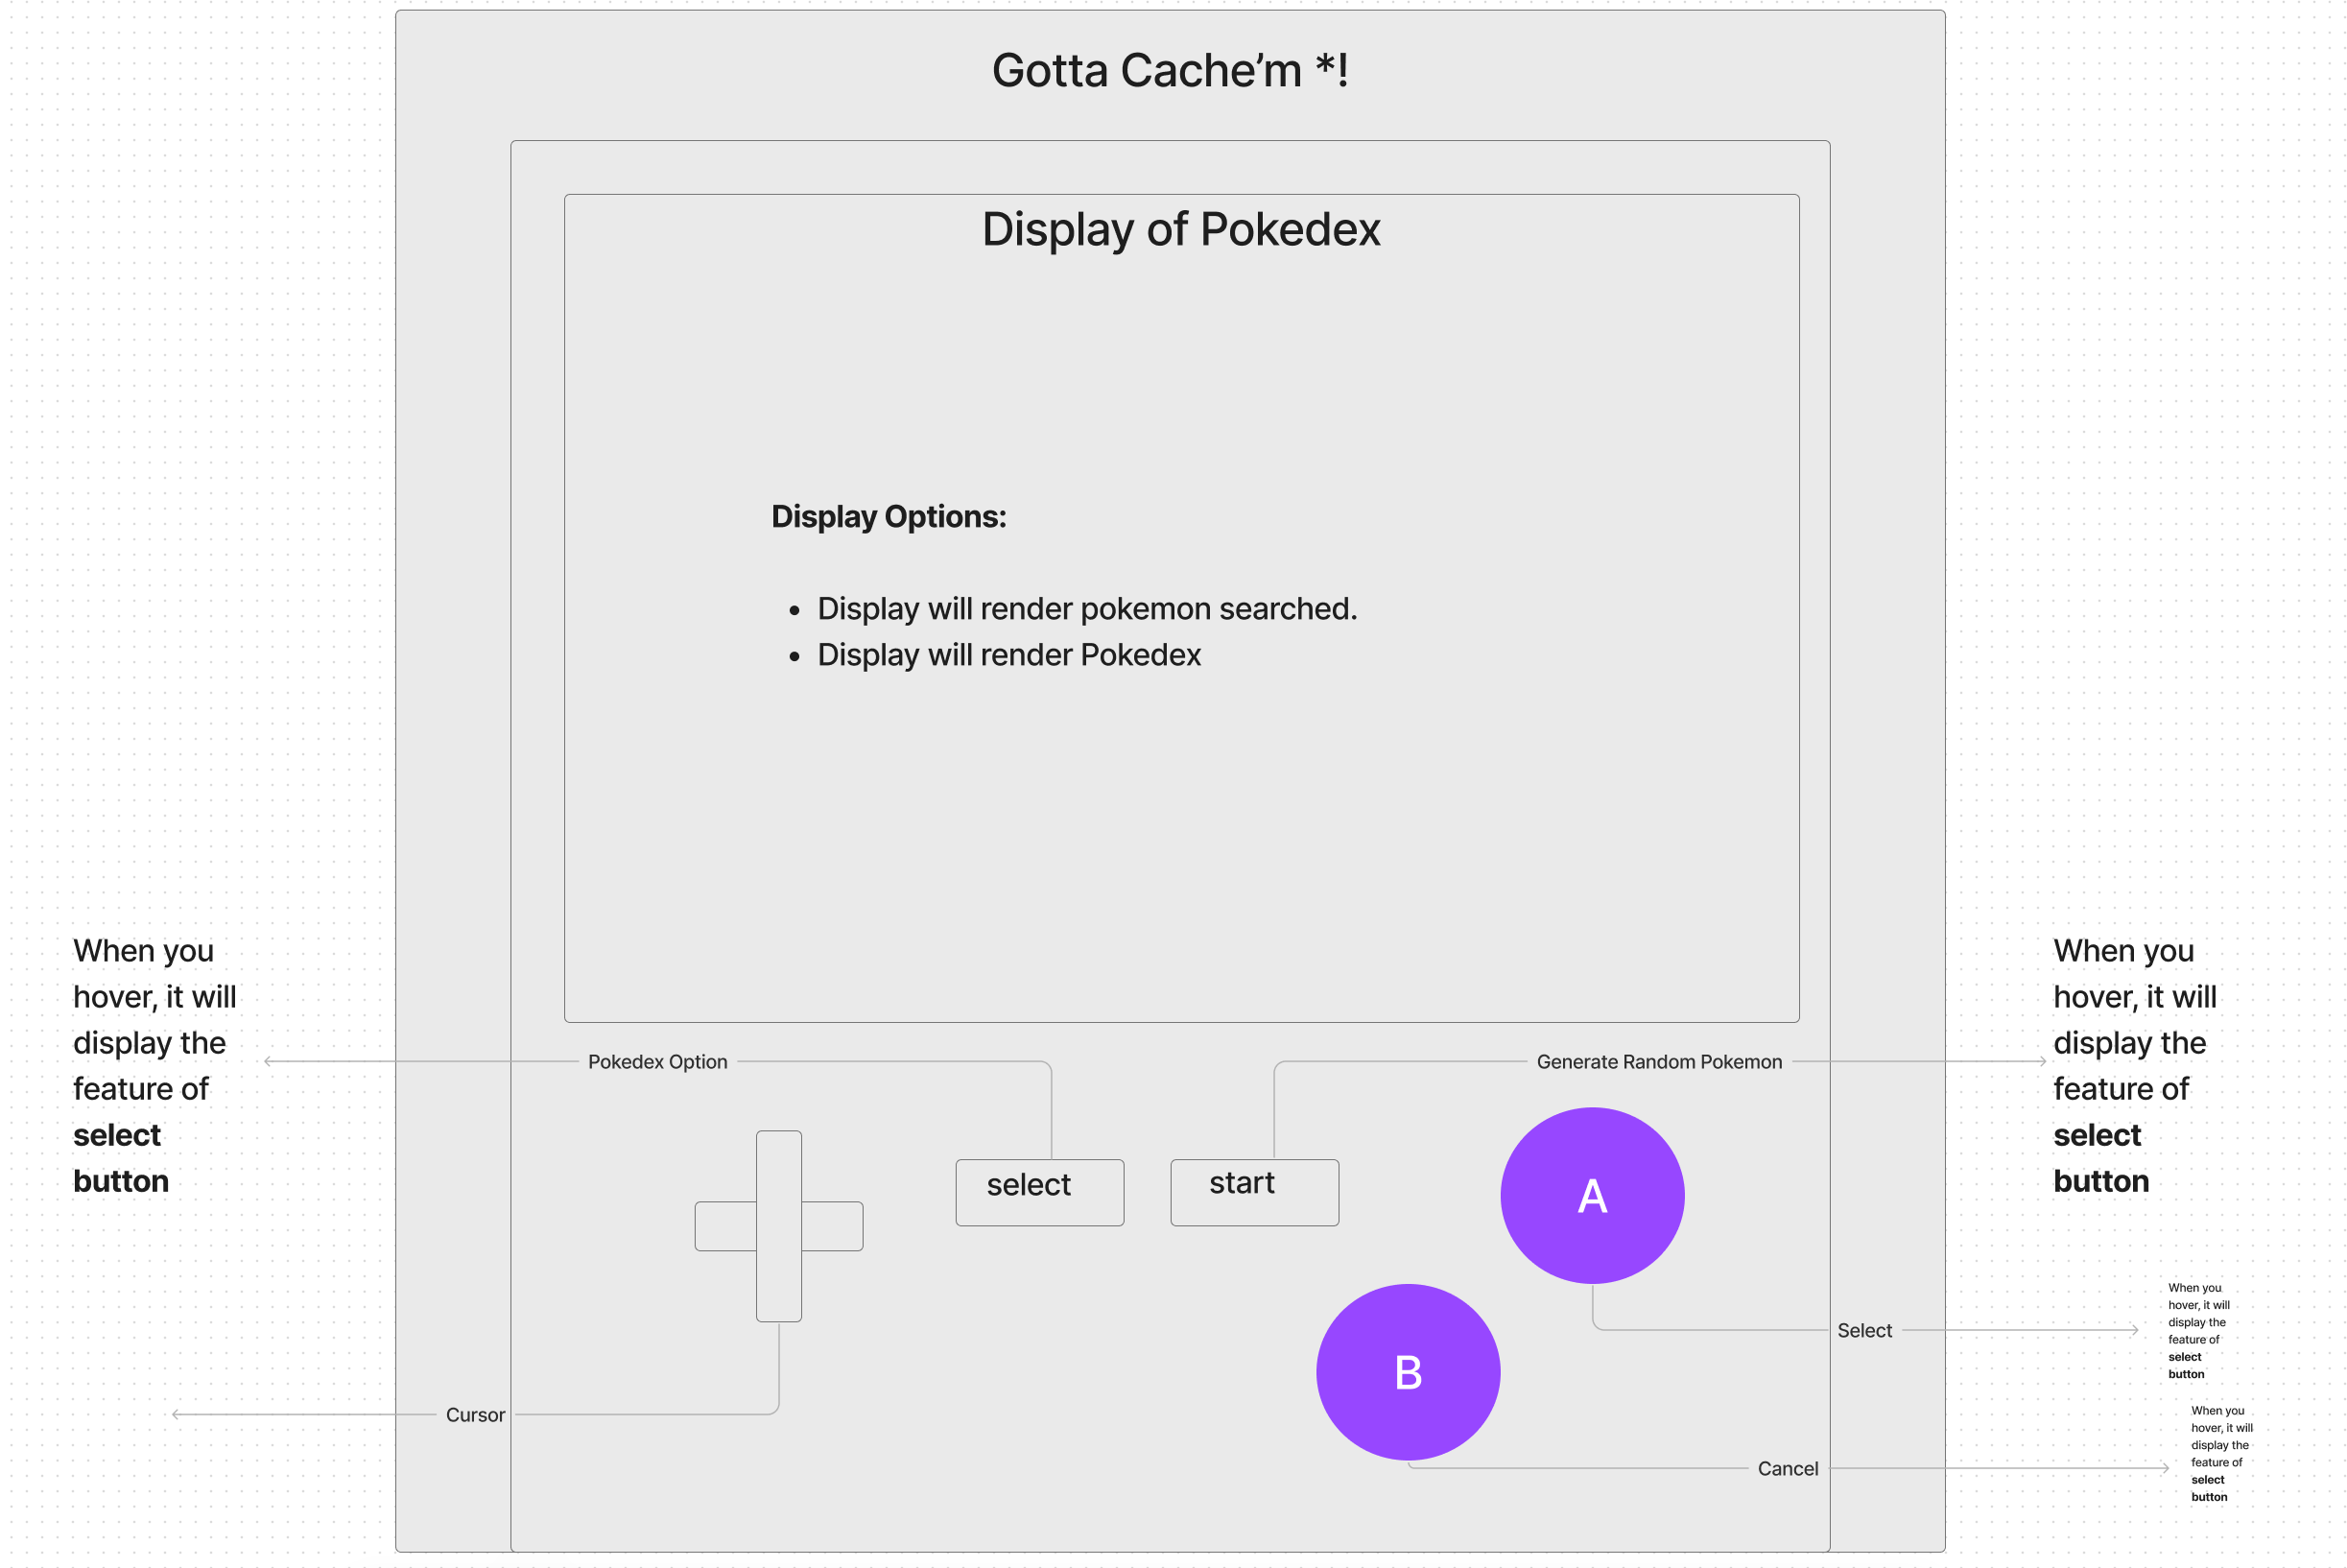 Gotta Cache’m *!
Display of Pokedex
Display Options:
• Display will render pokemon searched.
• Display will render Pokedex
When you
hover, it will
display the
feature of
select
button
Pokedex Option
Generate Random Pokemon
When you
hover, it will
display the
feature of
select
button
select
start
A
B
Select
When you
hover, it will
display the
feature of
select
button
Cursor
Cancel
When you
hover, it will
display the
feature of
select
button